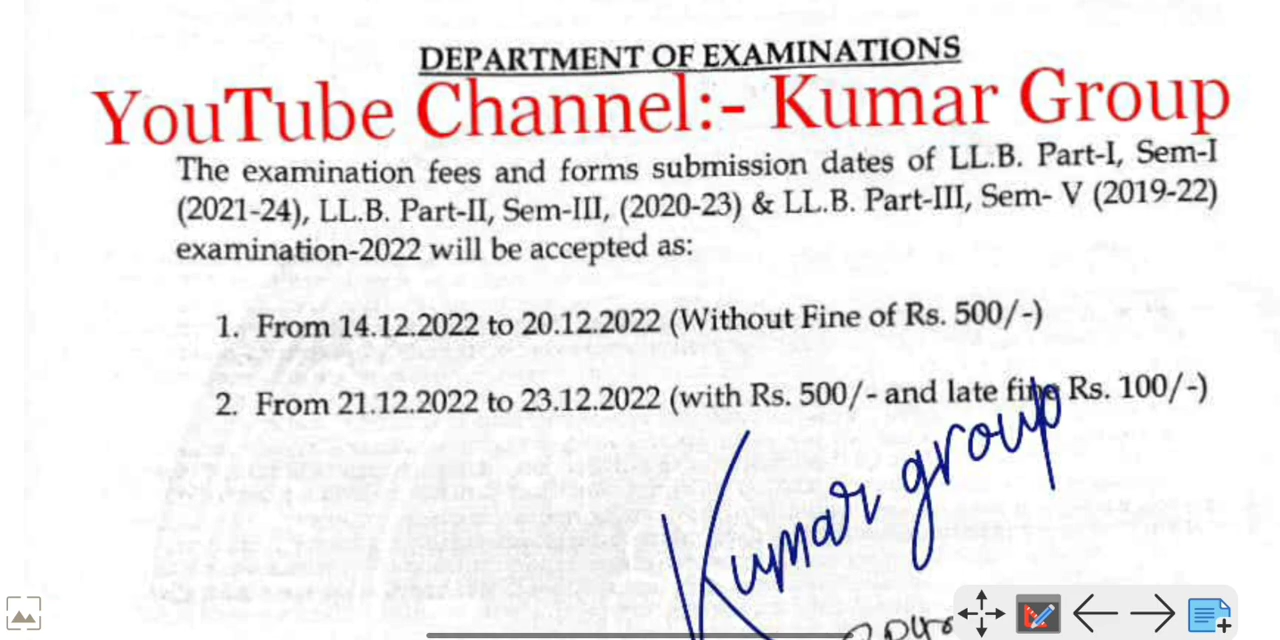 DEPARTMENT OF EXAMINATIONS
YouTube Channel:- Kumar Group
The examination fees and forms submission dates of LL.B. Part-I, Sem-I
(2021-24), LL.B. Part-II, Sem-III, (2020-23) & LL.B. Part-III, Sem- V (2019-22)
examination-2022 will be accepted as:
1. From 14.12.2022 to 20.12.2022 (Without Fine of Rs. 500/-)
2. From 21.12.2022 to 23.12.2022 (with Rs. 500/- and late fine Rs. 100/-)
Kumar group